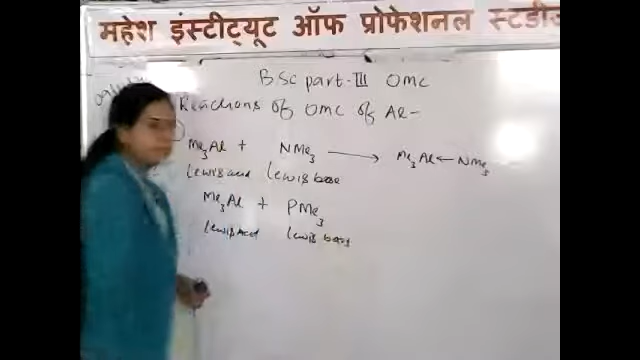 महेश इंस्टीट्यूट ऑफ प्रोफेशनल स्टडीज
BSc part-III OMC
Reactions of OMC of Al-
Me₃Al + NMe₃ ⟶ Me₃Al←NMe₃
Lewis acid Lewis base
Me₃Al + PMe₃
Lewis acid Lewis base